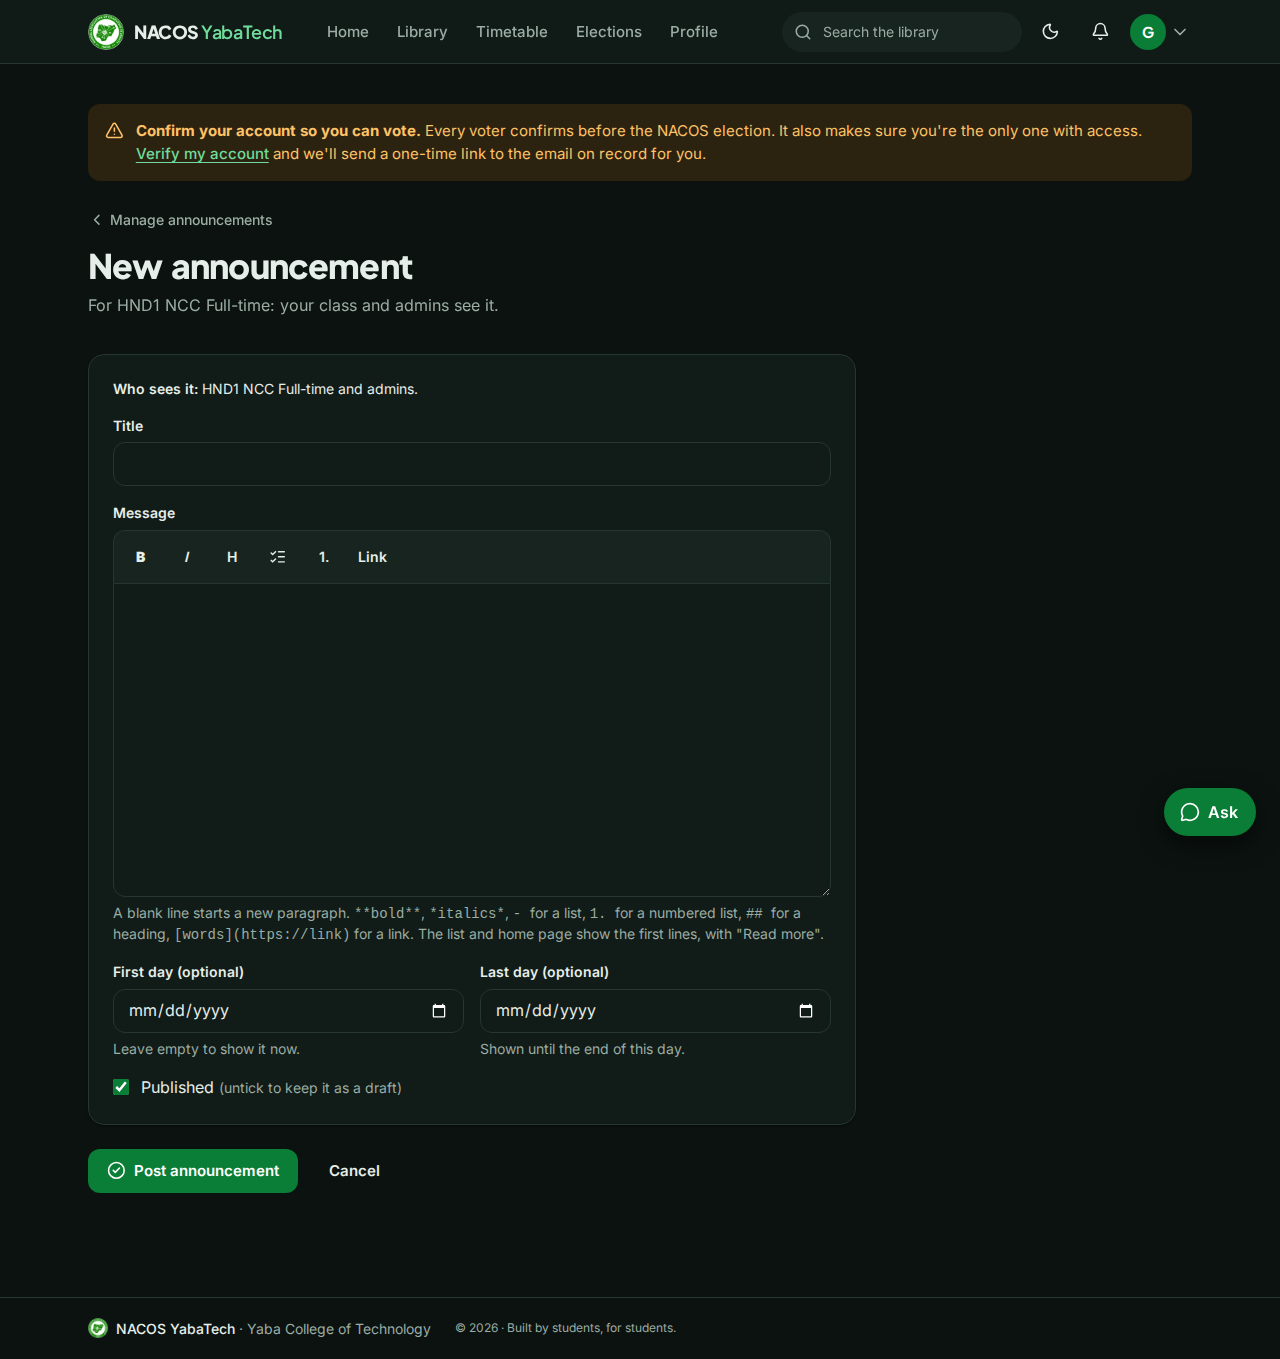 NACOS YabaTech
Home
Library
Timetable
Elections
Profile
Search the library
G
Confirm your account so you can vote. Every voter confirms before the NACOS election. It also makes sure you're the only one with access.
Verify my account and we'll send a one-time link to the email on record for you.
Manage announcements
New announcement
For HND1 NCC Full-time: your class and admins see it.
Who sees it: HND1 NCC Full-time and admins.
Title
Message
B
I
H
1.
Link
A blank line starts a new paragraph. **bold**, *italics*, - for a list, 1. for a numbered list, ## for a
heading, [words](https://link) for a link. The list and home page show the first lines, with "Read more".
First day (optional)
Last day (optional)
mm/dd/yyyy
mm/dd/yyyy
Leave empty to show it now.
Shown until the end of this day.
Published (untick to keep it as a draft)
Post announcement
Cancel
Ask
NACOS YabaTech · Yaba College of Technology
© 2026 · Built by students, for students.